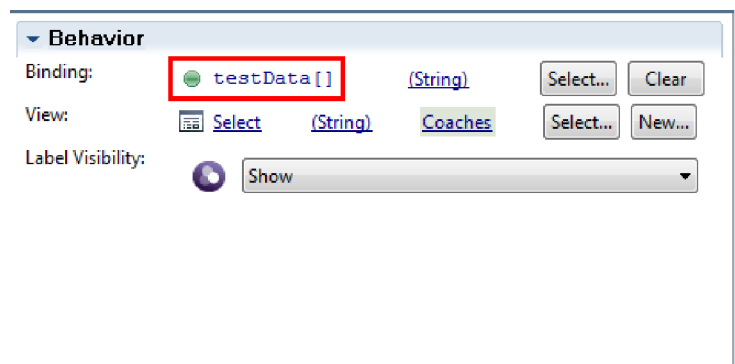 Behavior
Binding: testData[] (String) Select... Clear
View: Select (String) Coaches Select... New...
Label Visibility: Show